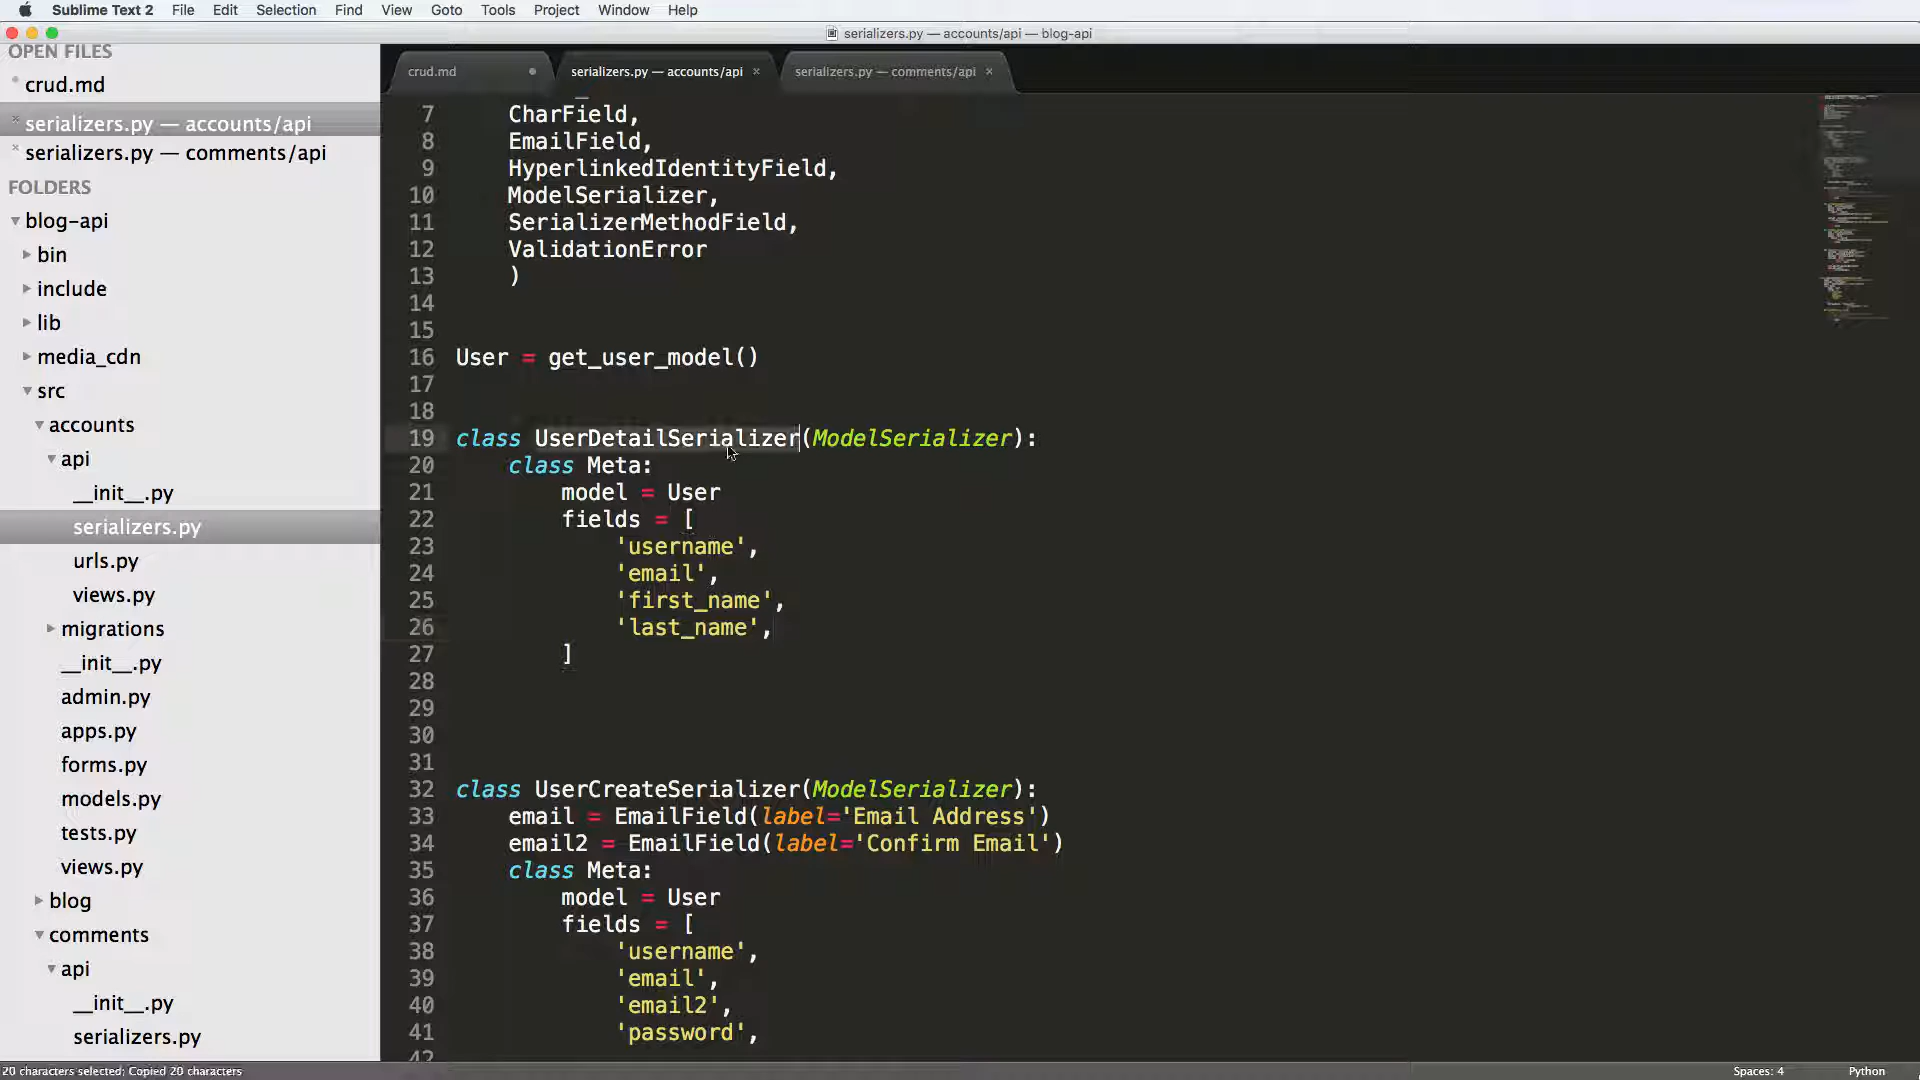 Sublime Text 2 File Edit Selection Find View Goto Tools Project Window Help
serializers.py — accounts/api — blog-api
OPEN FILES
crud.md
serializers.py — accounts/api
serializers.py — comments/api
FOLDERS
blog-api
bin
include
lib
media_cdn
src
accounts
api
__init__.py
serializers.py
urls.py
views.py
migrations
__init__.py
admin.py
apps.py
forms.py
models.py
tests.py
views.py
blog
comments
api
__init__.py
serializers.py
crud.md
serializers.py — accounts/api ×
serializers.py — comments/api ×
7 CharField,
8 EmailField,
9 HyperlinkedIdentityField,
10 ModelSerializer,
11 SerializerMethodField,
12 ValidationError
13 )
14
15
16 User = get_user_model()
17
18
19 class UserDetailSerializer(ModelSerializer):
20 class Meta:
21 model = User
22 fields = [
23 'username',
24 'email',
25 'first_name',
26 'last_name',
27 ]
28
29
30
31
32 class UserCreateSerializer(ModelSerializer):
33 email = EmailField(label='Email Address')
34 email2 = EmailField(label='Confirm Email')
35 class Meta:
36 model = User
37 fields = [
38 'username',
39 'email',
40 'email2',
41 'password',
42
20 characters selected; Copied 20 characters
Spaces: 4
Python